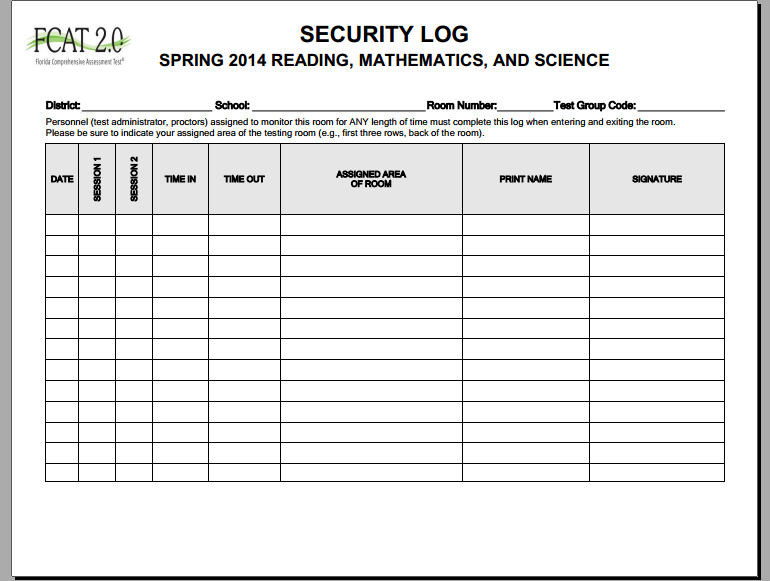 FCAT 2.0
Florida Comprehensive Assessment Test®
SECURITY LOG
SPRING 2014 READING, MATHEMATICS, AND SCIENCE
District: School: Room Number: Test Group Code:
Personnel (test administrator, proctors) assigned to monitor this room for ANY length of time must complete this log when entering and exiting the room.
Please be sure to indicate your assigned area of the testing room (e.g., first three rows, back of the room).
DATE SESSION 1 SESSION 2 TIME IN TIME OUT ASSIGNED AREA OF ROOM PRINT NAME SIGNATURE